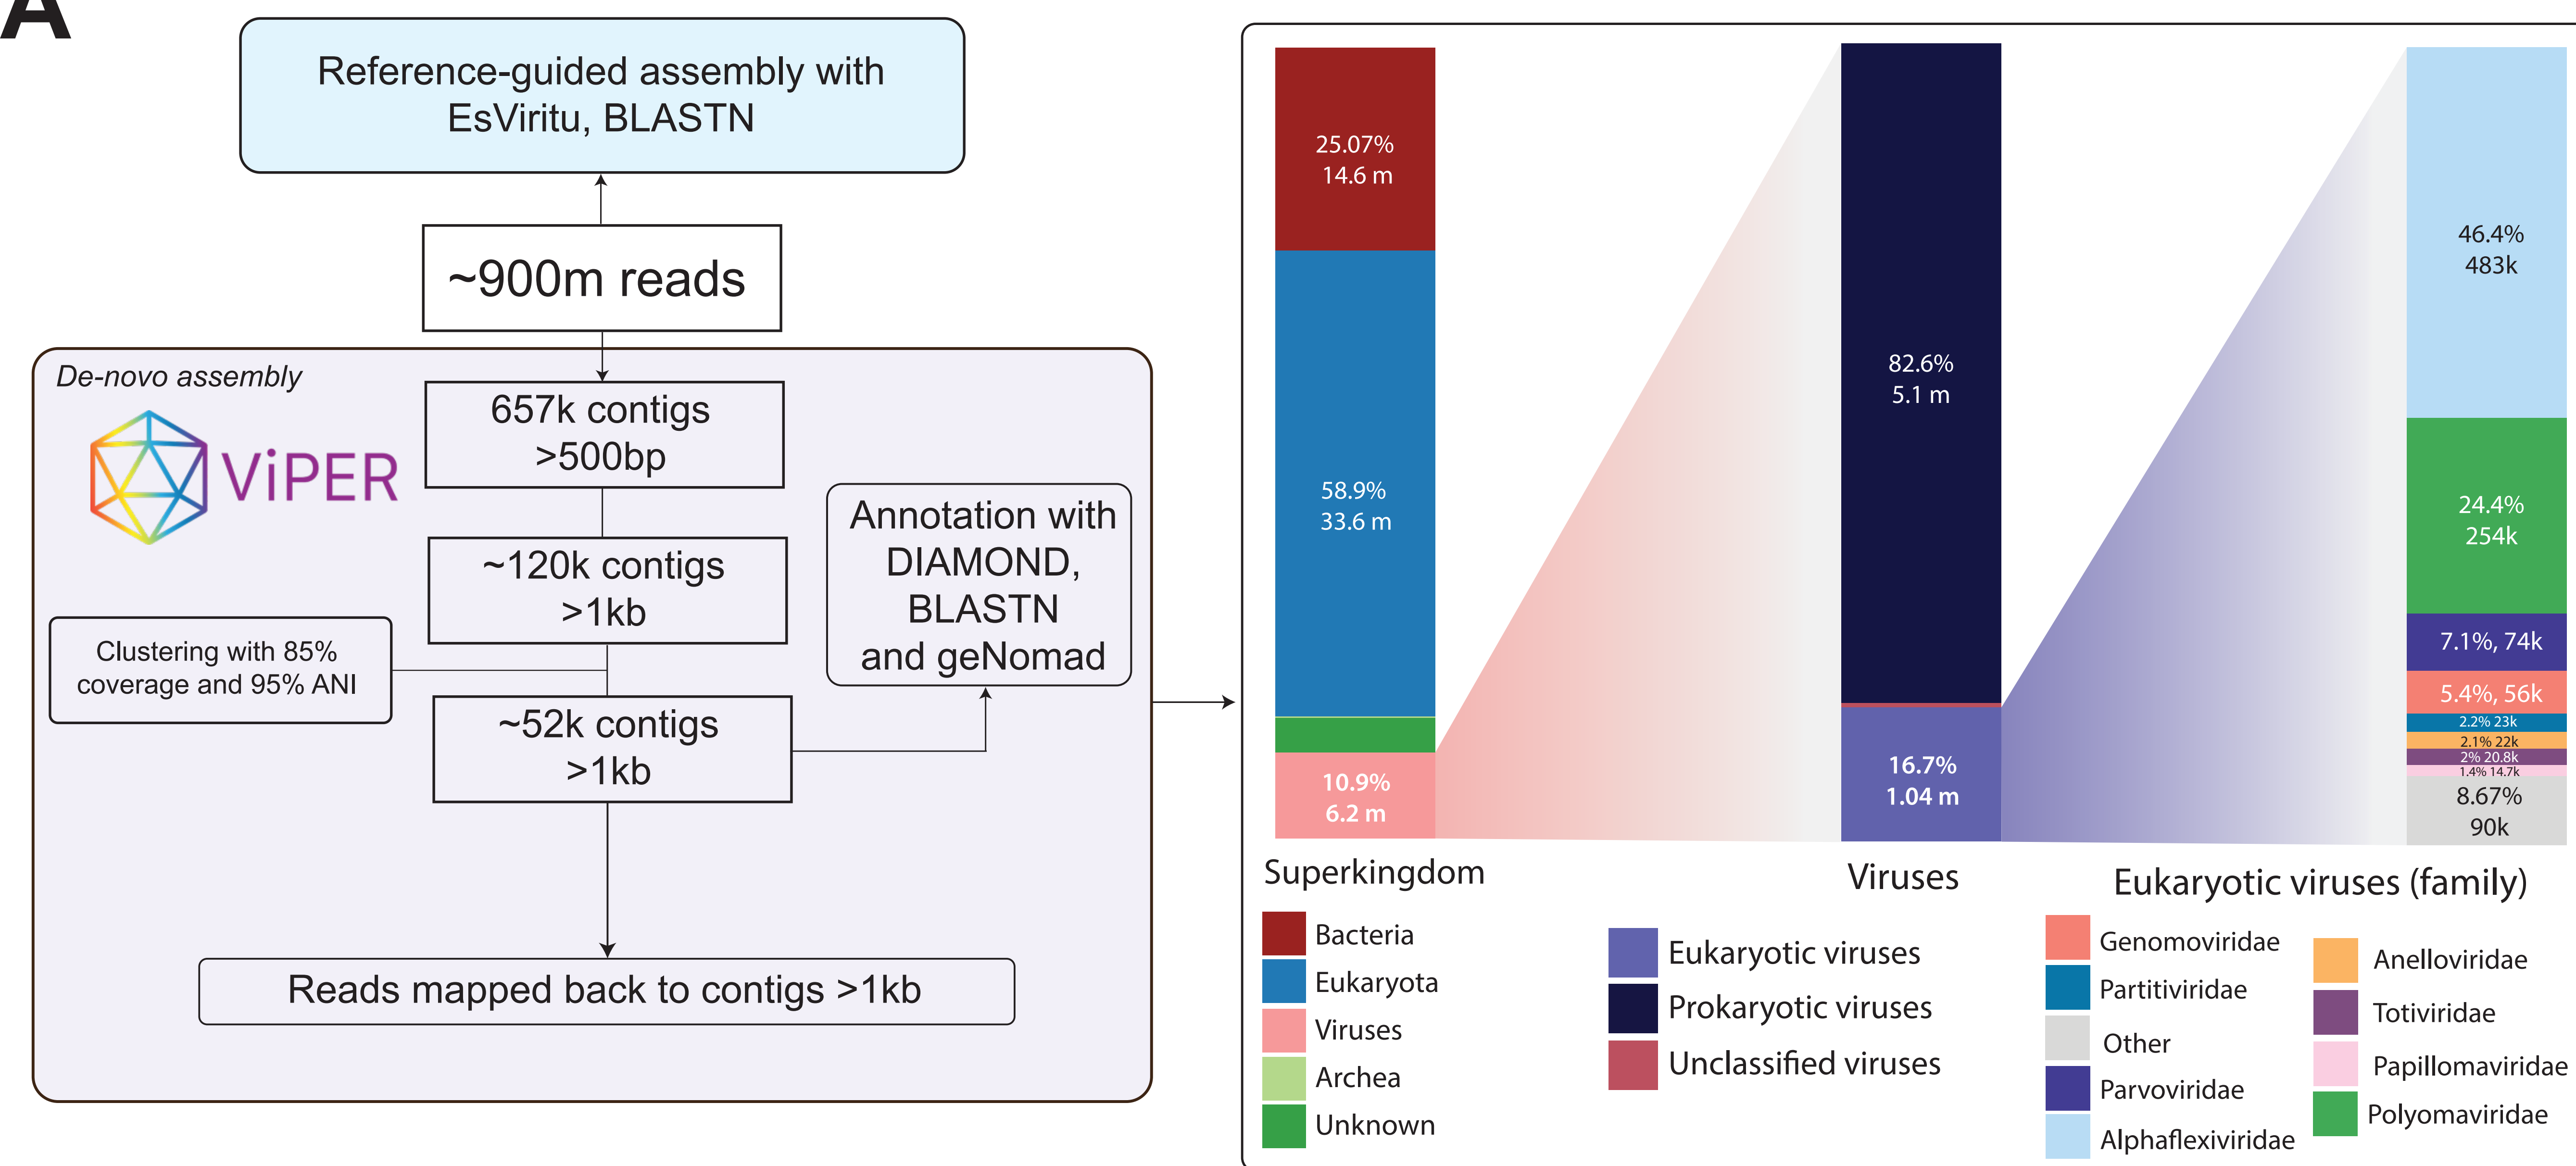 A
Reference-guided assembly with
EsViritu, BLASTN
~900m reads
De-novo assembly
ViPER
657k contigs
>500bp
~120k contigs
>1kb
Clustering with 85%
coverage and 95% ANI
~52k contigs
>1kb
Annotation with
DIAMOND,
BLASTN
and geNomad
Reads mapped back to contigs >1kb
25.07%
14.6 m
58.9%
33.6 m
10.9%
6.2 m
Superkingdom
Bacteria
Eukaryota
Viruses
Archea
Unknown
82.6%
5.1 m
16.7%
1.04 m
Viruses
Eukaryotic viruses
Prokaryotic viruses
Unclassified viruses
46.4%
483k
24.4%
254k
7.1%, 74k
5.4%, 56k
2.2% 23k
2.1% 22k
2% 20.8k
1.4% 14.7k
8.67%
90k
Eukaryotic viruses (family)
Genomoviridae
Partitiviridae
Other
Parvoviridae
Alphaflexiviridae
Anelloviridae
Totiviridae
Papillomaviridae
Polyomaviridae